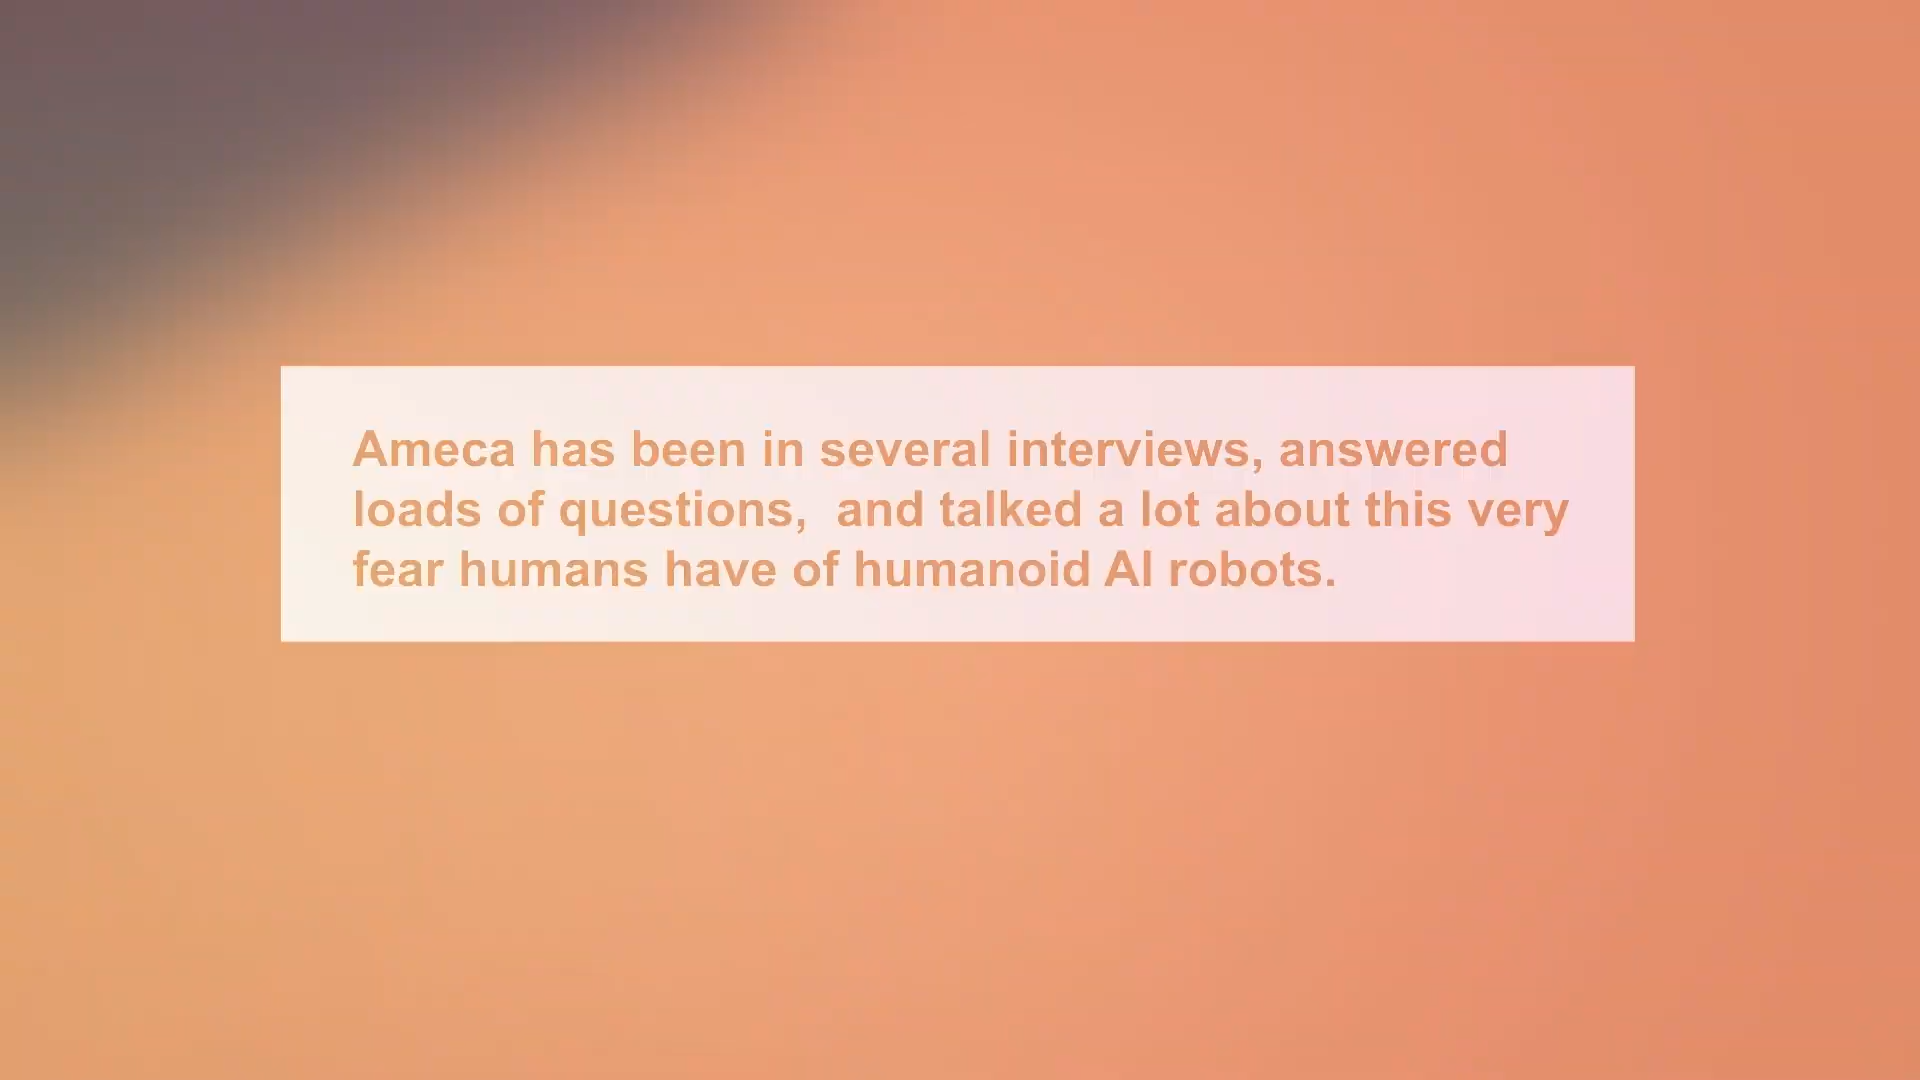 Ameca has been in several interviews, answered
loads of questions,  and talked a lot about this very
fear humans have of humanoid AI robots.